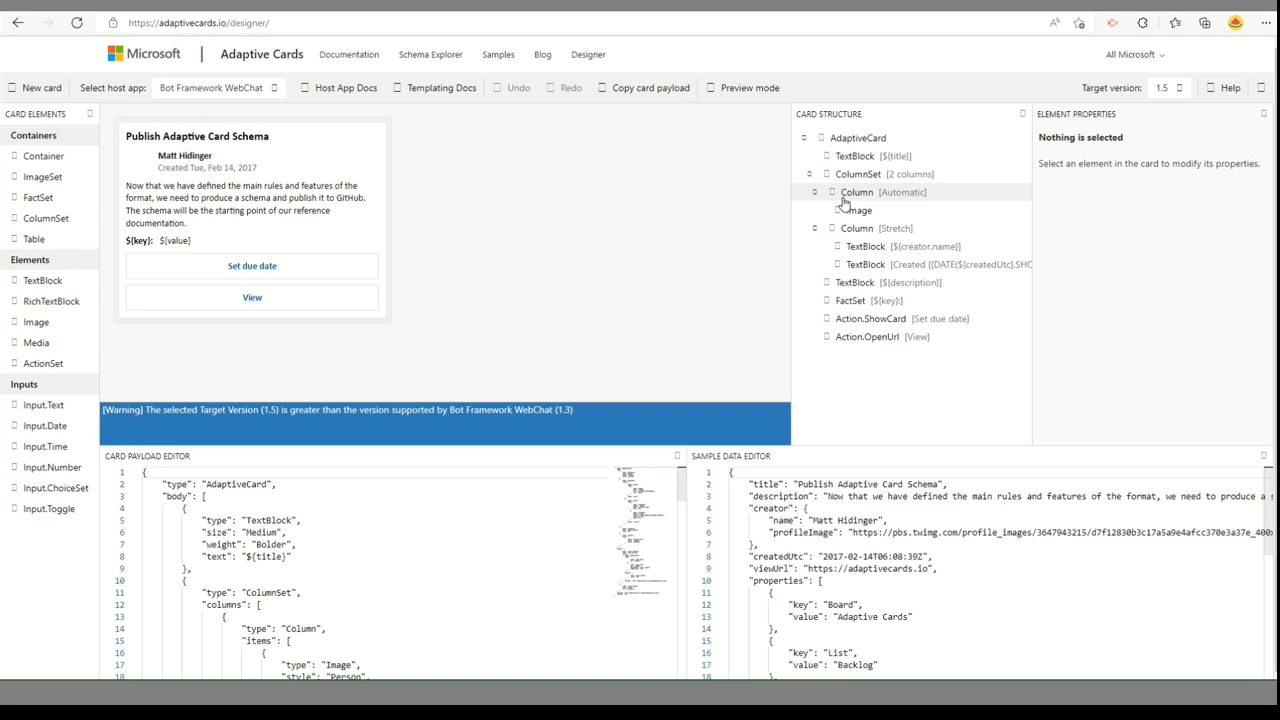 https://adaptivecards.io/designer/
Microsoft | Adaptive Cards Documentation Schema Explorer Samples Blog Designer All Microsoft
New card Select host app: Bot Framework WebChat Host App Docs Templating Docs Undo Redo Copy card payload Preview mode Target version: 1.5 Help
CARD ELEMENTS
Containers
Container
ImageSet
FactSet
ColumnSet
Table
Elements
TextBlock
RichTextBlock
Image
Media
ActionSet
Inputs
Input.Text
Input.Date
Input.Time
Input.Number
Input.ChoiceSet
Input.Toggle
Publish Adaptive Card Schema
Matt Hidinger
Created Tue, Feb 14, 2017
Now that we have defined the main rules and features of the
format, we need to produce a schema and publish it to GitHub.
The schema will be the starting point of our reference
documentation.
${key}: ${value}
Set due date
View
[Warning] The selected Target Version (1.5) is greater than the version supported by Bot Framework WebChat (1.3)
CARD STRUCTURE
AdaptiveCard
TextBlock [${title}]
ColumnSet [2 columns]
Column [Automatic]
Image
Column [Stretch]
TextBlock [${creator.name}]
TextBlock [Created {{DATE(${createdUtc},SHO
TextBlock [${description}]
FactSet [${key}:]
Action.ShowCard [Set due date]
Action.OpenUrl [View]
ELEMENT PROPERTIES
Nothing is selected
Select an element in the card to modify its properties.
CARD PAYLOAD EDITOR
1 {
2 "type": "AdaptiveCard",
3 "body": [
4 {
5 "type": "TextBlock",
6 "size": "Medium",
7 "weight": "Bolder",
8 "text": "${title}"
9 },
10 {
11 "type": "ColumnSet",
12 "columns": [
13 {
14 "type": "Column",
15 "items": [
16 {
17 "type": "Image",
18 "style": "Person",
SAMPLE DATA EDITOR
1 {
2 "title": "Publish Adaptive Card Schema",
3 "description": "Now that we have defined the main rules and features of the format, we need to produce a s
4 "creator": {
5 "name": "Matt Hidinger",
6 "profileImage": "https://pbs.twimg.com/profile_images/3647943215/d7f12830b3c17a5a9e4afcc370e3a37e_400x
7 },
8 "createdUtc": "2017-02-14T06:08:39Z",
9 "viewUrl": "https://adaptivecards.io",
10 "properties": [
11 {
12 "key": "Board",
13 "value": "Adaptive Cards"
14 },
15 {
16 "key": "List",
17 "value": "Backlog"
18 },